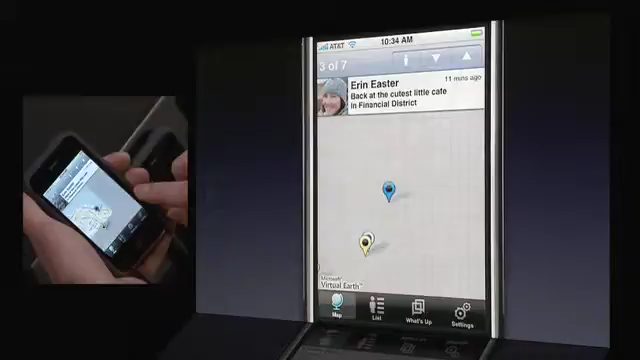 AT&T
10:34 AM
3 of 7
Erin Easter
11 mins ago
Back at the cutest little cafe
in Financial District
Microsoft
Virtual Earth™
Map
List
What's Up
Settings